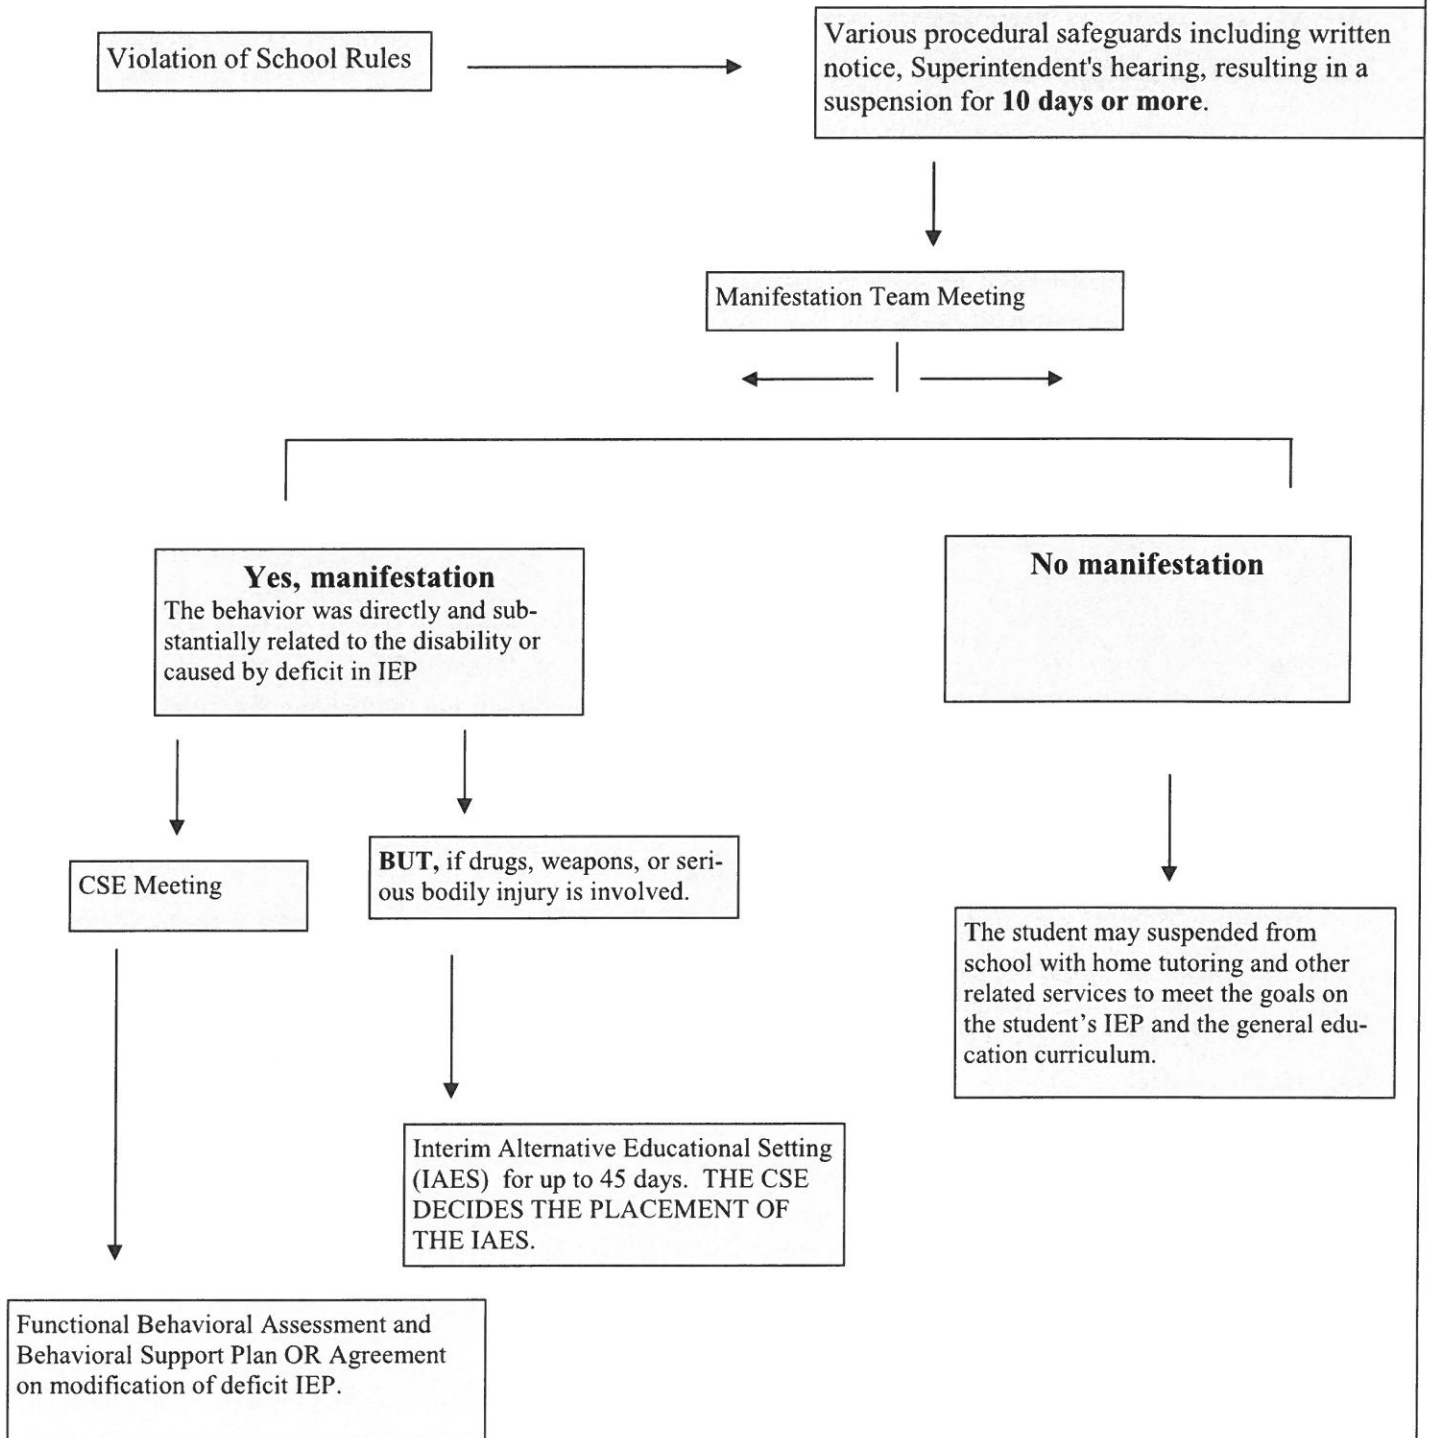 Violation of School Rules
Various procedural safeguards including written
notice, Superintendent's hearing, resulting in a
suspension for 10 days or more.
Manifestation Team Meeting
Yes, manifestation
The behavior was directly and sub-
stantially related to the disability or
caused by deficit in IEP
No manifestation
CSE Meeting
BUT, if drugs, weapons, or seri-
ous bodily injury is involved.
The student may suspended from
school with home tutoring and other
related services to meet the goals on
the student's IEP and the general edu-
cation curriculum.
Interim Alternative Educational Setting
(IAES) for up to 45 days. THE CSE
DECIDES THE PLACEMENT OF
THE IAES.
Functional Behavioral Assessment and
Behavioral Support Plan OR Agreement
on modification of deficit IEP.